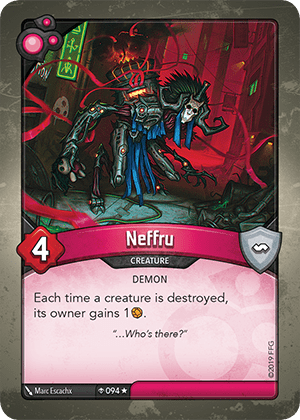 Neffru
4
CREATURE
DEMON
Each time a creature is destroyed,
its owner gains 1.
“...Who’s there?”
Marc Escachx
094
©2019 FFG